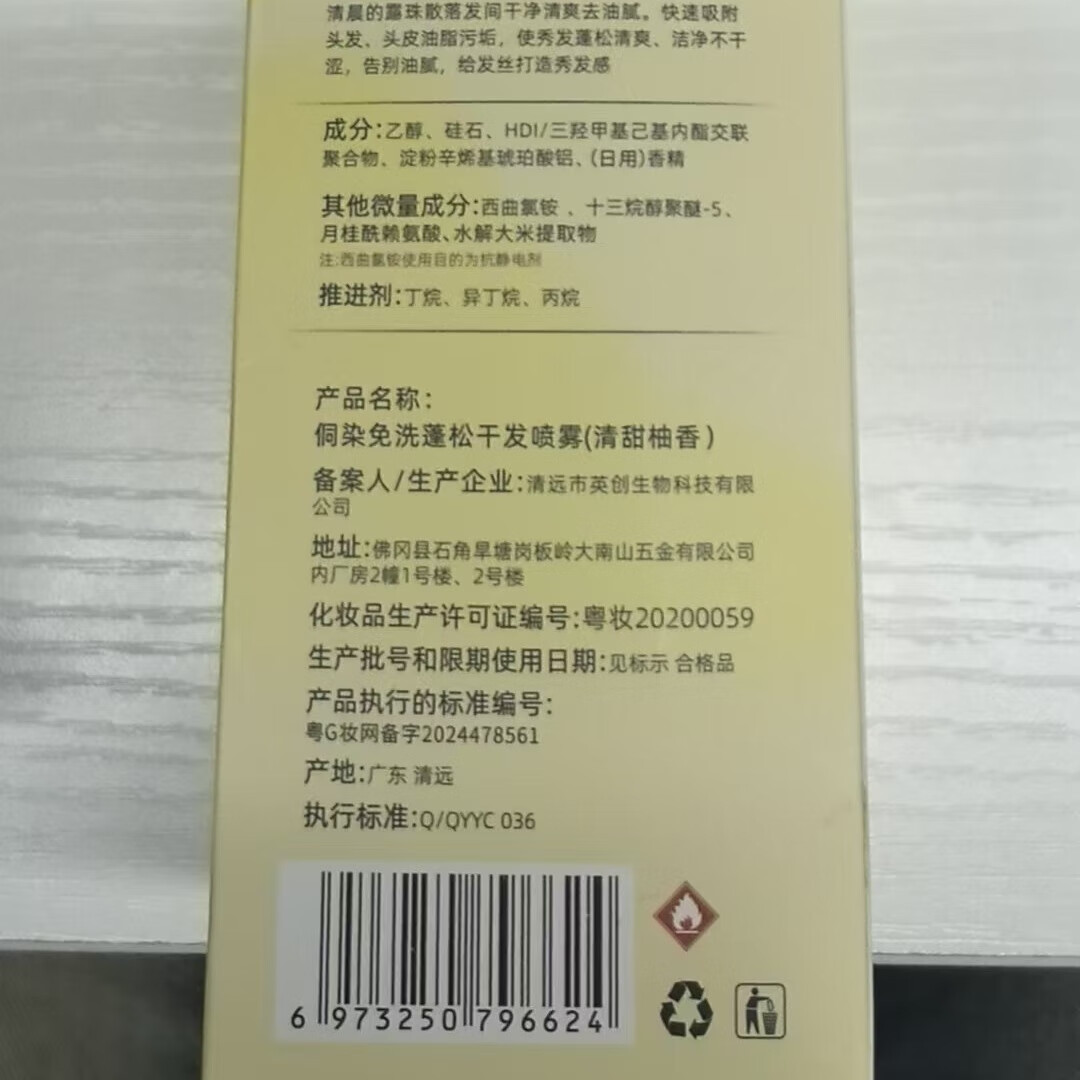 清晨的露珠散落发间干净清爽去油腻。快速吸附
头发、头皮油脂污垢，使秀发蓬松清爽、洁净不干
涩，告别油腻，给发丝打造秀发感
成分:乙醇、硅石、HDI/三羟甲基己基内酯交联
聚合物、淀粉辛烯基琥珀酸铝、(日用)香精
其他微量成分:西曲氯铵 、十三烷醇聚醚-5、
月桂酰赖氨酸、水解大米提取物
注:西曲氯铵使用目的为抗静电剂
推进剂:丁烷、异丁烷、丙烷
产品名称:
侗染免洗蓬松干发喷雾(清甜柚香)
备案人/生产企业:清远市英创生物科技有限
公司
地址:佛冈县石角旱塘岗板岭大南山五金有限公司
内厂房2幢1号楼、2号楼
化妆品生产许可证编号:粤妆20200059
生产批号和限期使用日期:见标示 合格品
产品执行的标准编号:
粤G妆网备字2024478561
产地:广东 清远
执行标准:Q/QYYC 036
6 973250 796624